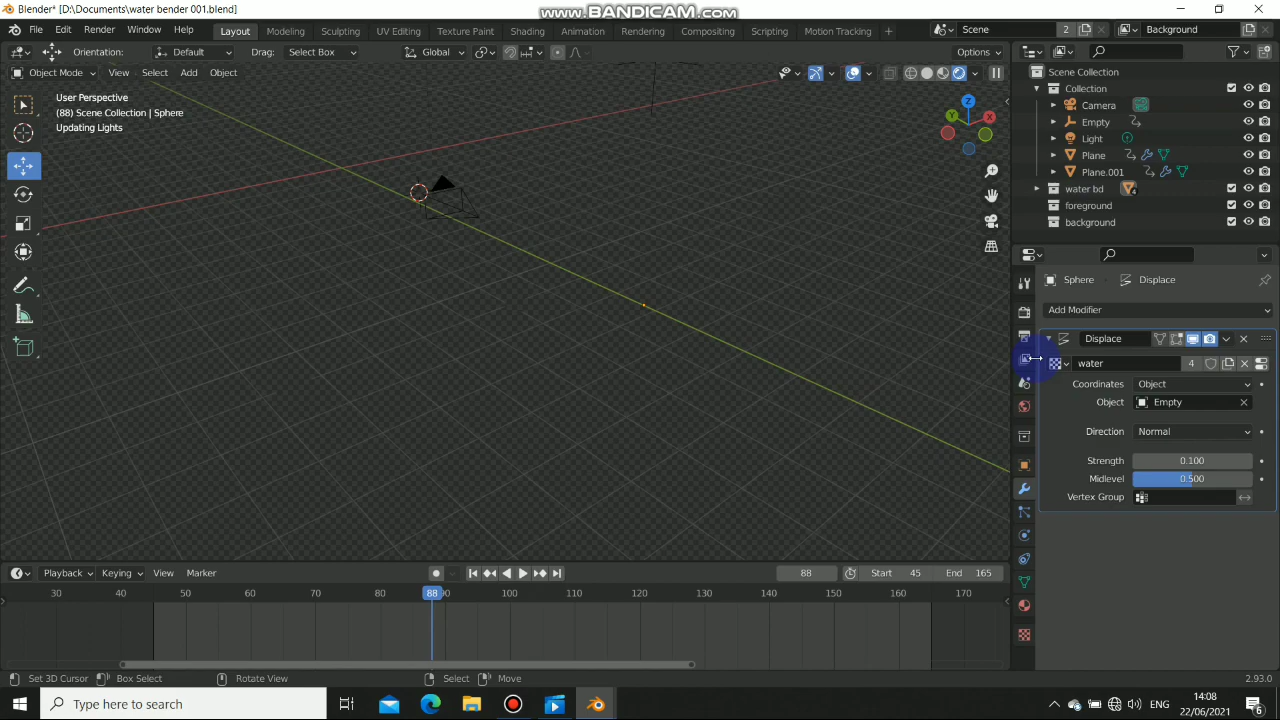 Blender* [D:\Documents\water bender 001.blend]
www.BANDICAM.com
File Edit Render Window Help Layout Modeling Sculpting UV Editing Texture Paint Shading Animation Rendering Compositing Scripting Motion Tracking + Scene 2 Background
Orientation: Default Drag: Select Box Global Options
Object Mode View Select Add Object
User Perspective
(88) Scene Collection | Sphere
Updating Lights
Z
Y
X
Scene Collection
Collection
Camera
Empty
Light
Plane
Plane.001
water bd 4
foreground
background
Sphere Displace
Add Modifier
Displace
water 4
Coordinates Object
Object Empty
Direction Normal
Strength 0.100
Midlevel 0.500
Vertex Group
Playback Keying View Marker 88 Start 45 End 165
30 40 50 60 70 80 88 90 100 110 120 130 140 150 160 170
Set 3D Cursor Box Select Rotate View Select Move 2.93.0
Type here to search
ENG
14:08
22/06/2021
6